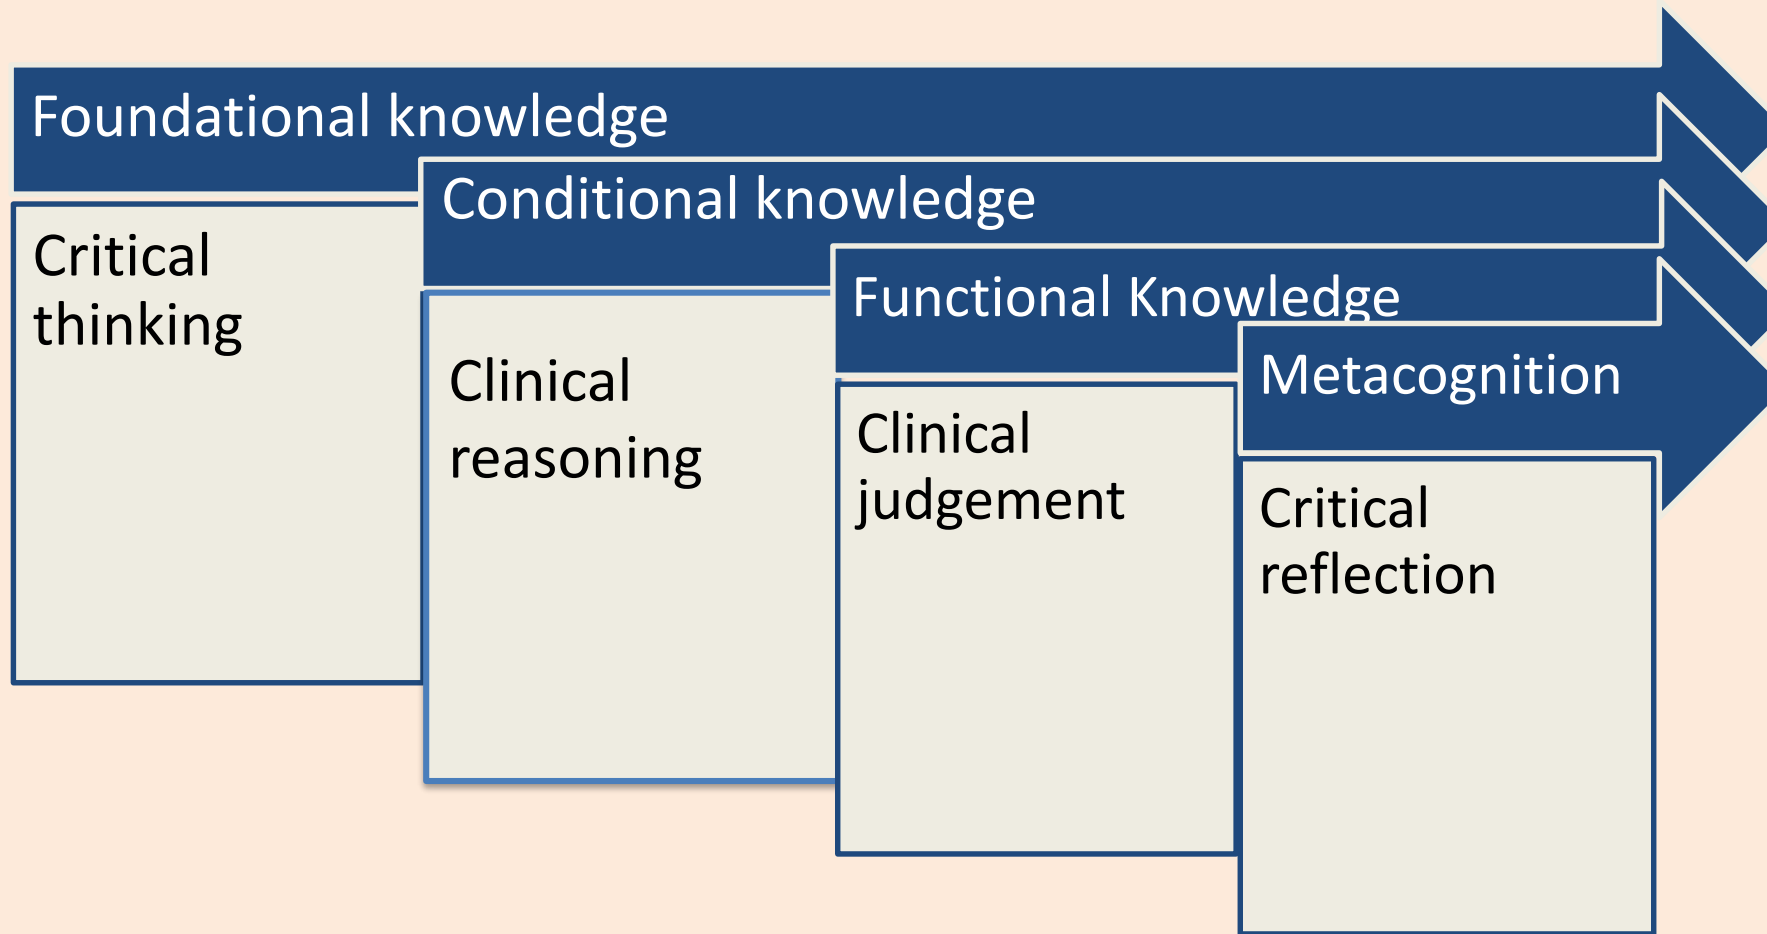 Foundational knowledge
Critical
thinking
Conditional knowledge
Clinical
reasoning
Functional Knowledge
Clinical
judgement
Metacognition
Critical
reflection